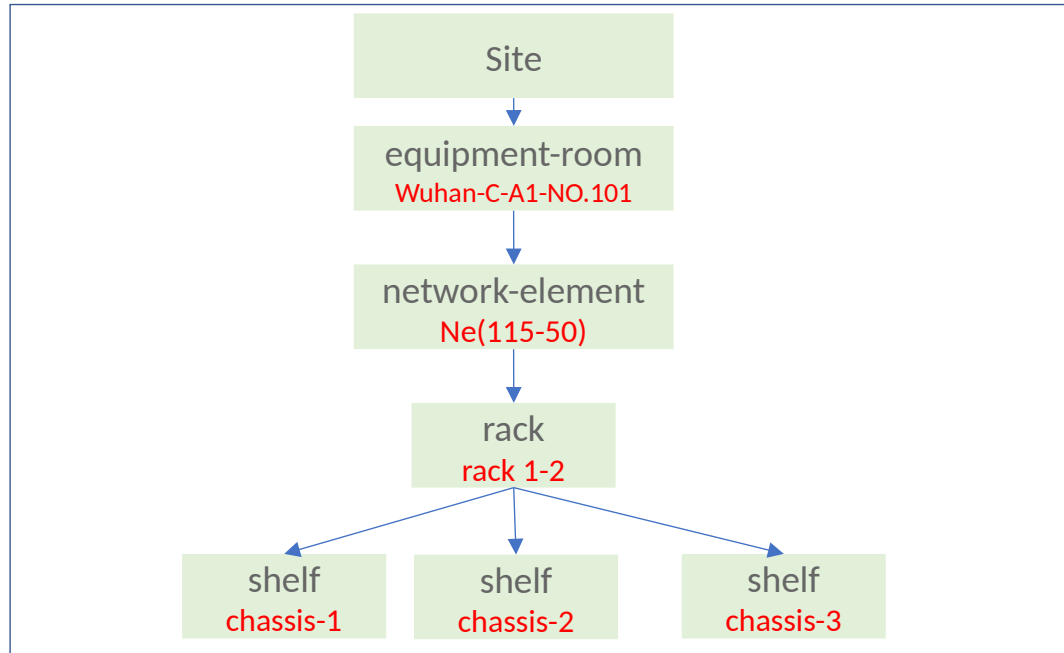 Site
equipment-room
Wuhan-C-A1-NO.101
network-element
Ne(115-50)
rack
rack 1-2
shelf
chassis-1
shelf
chassis-2
shelf
chassis-3